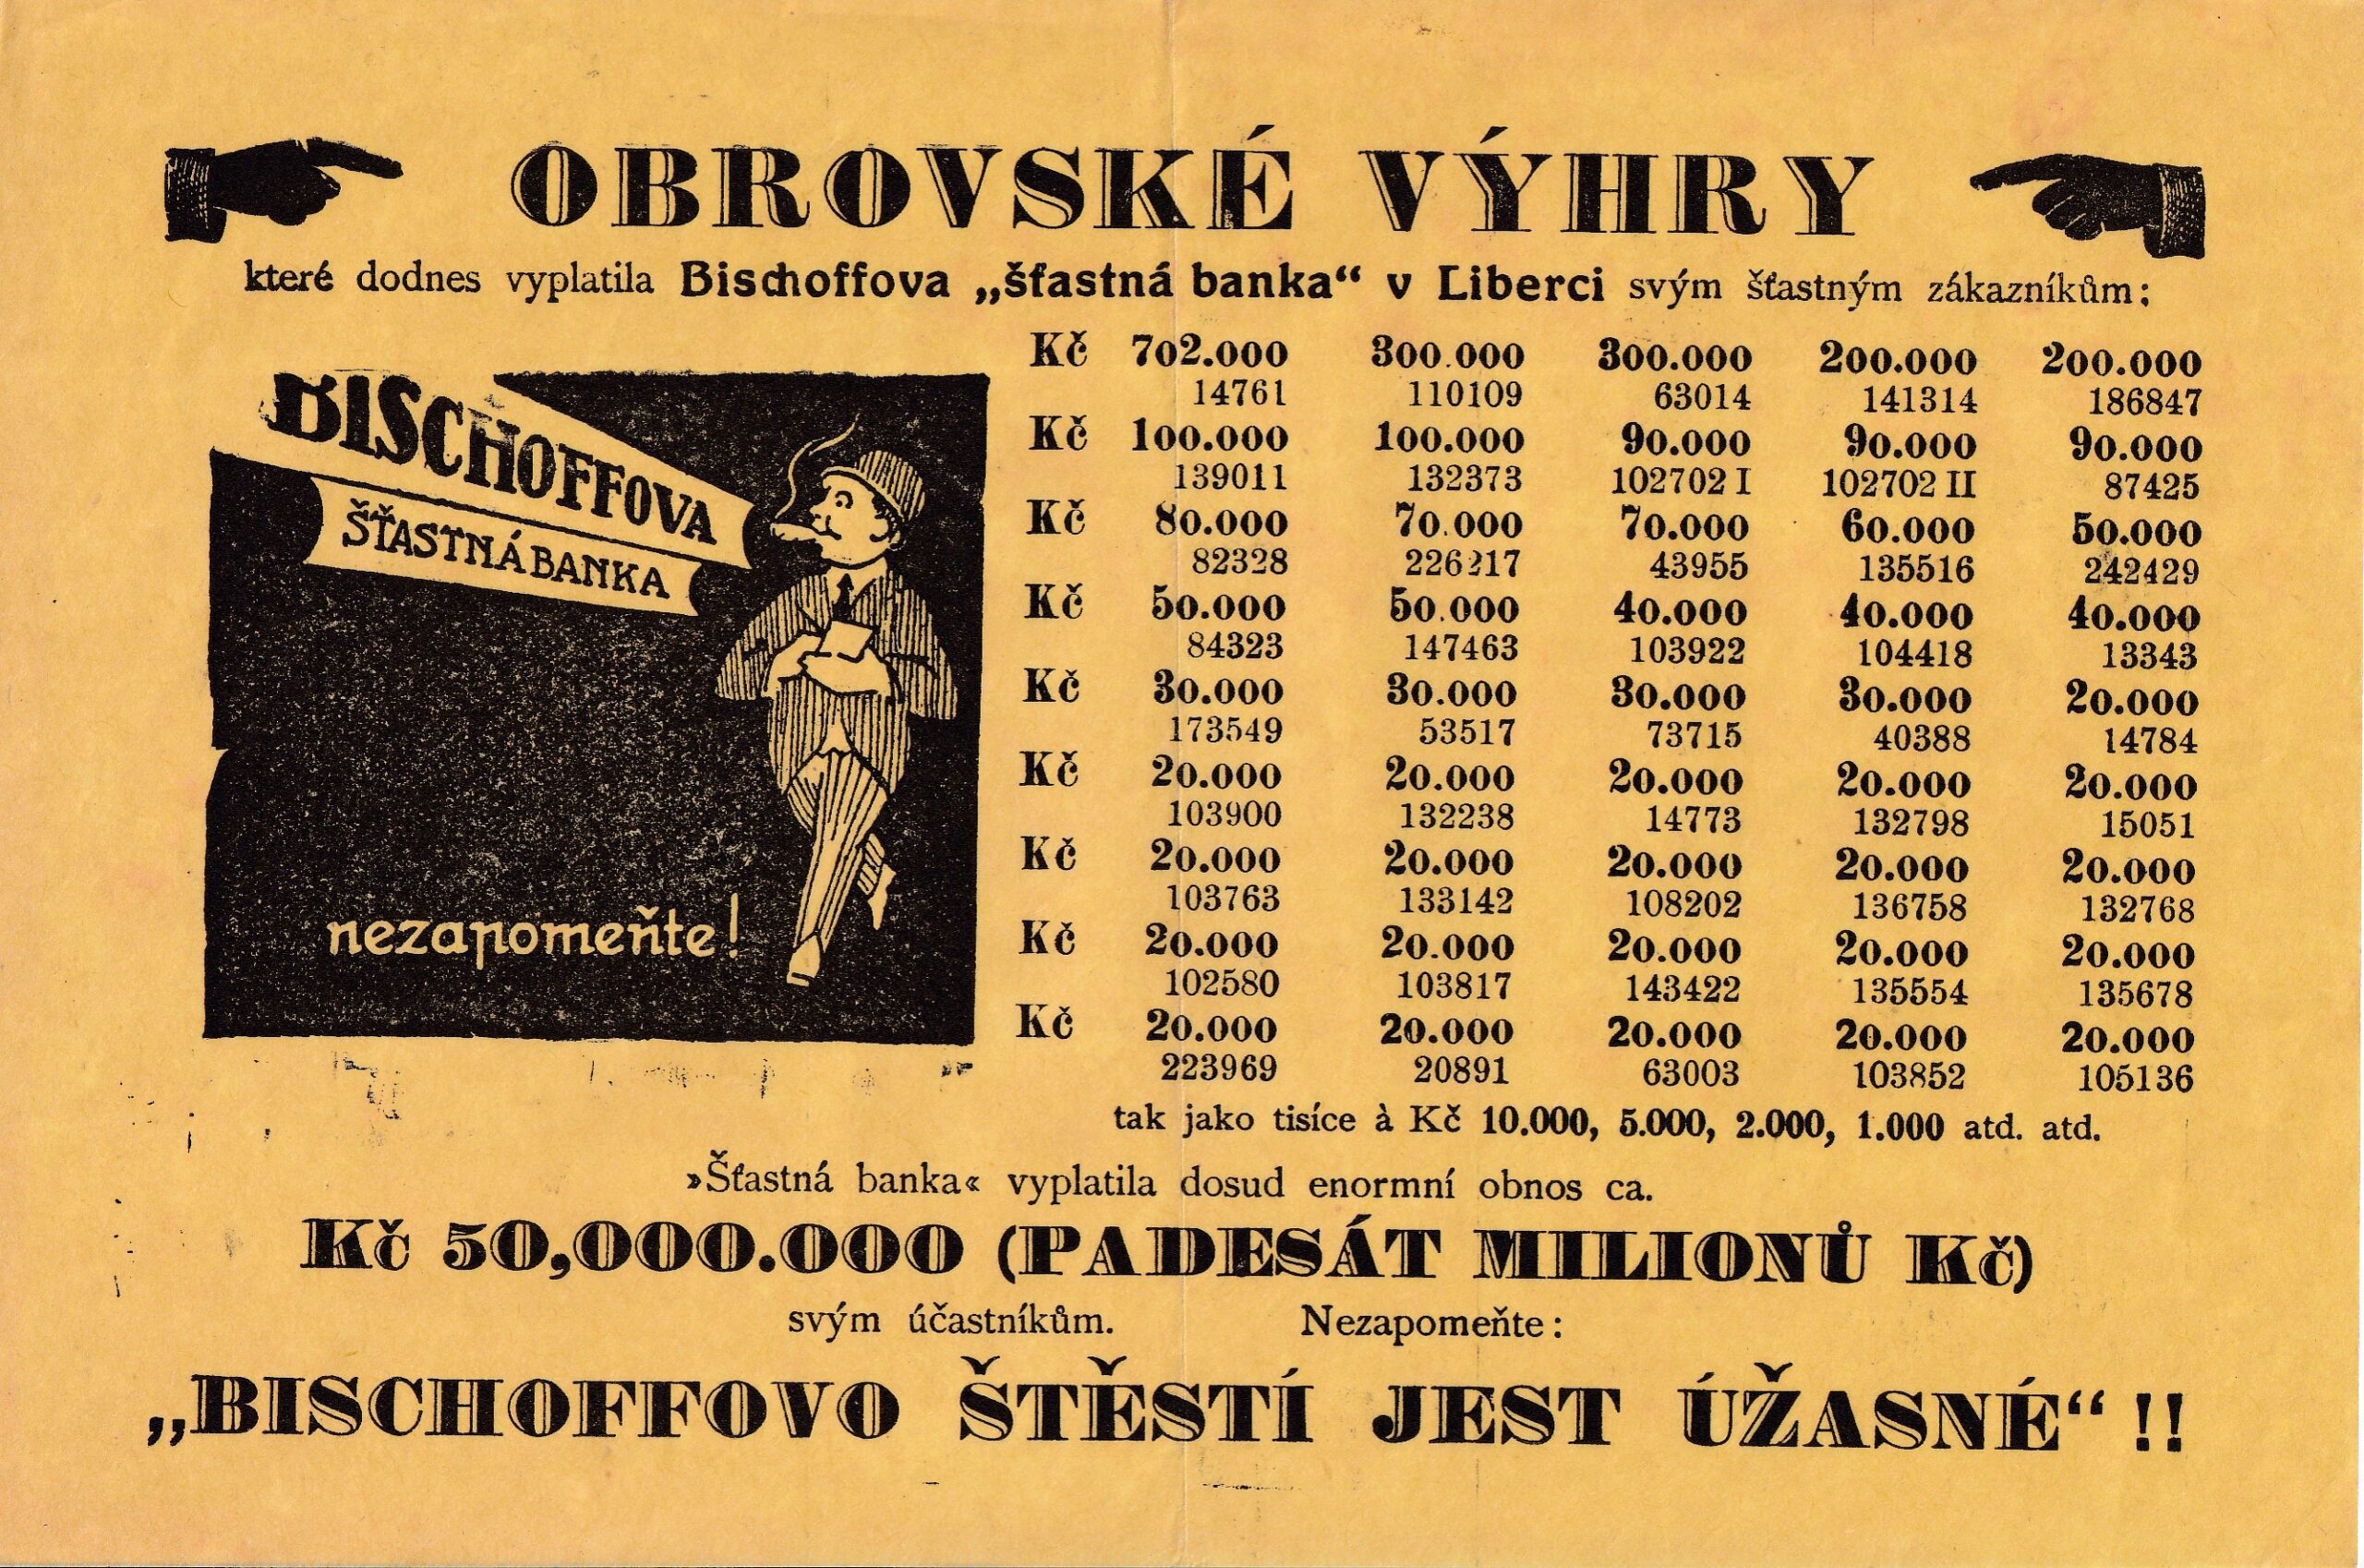 OBROVSKÉ VÝHRY
které dodnes vyplatila Bischoffova „šťastná banka“ v Liberci svým šťastným zákazníkům:
BISCHOFFOVA
ŠŤASTNÁ BANKA
nezapomeňte!
Kč 702.000 300.000 300.000 200.000 200.000
14761 110109 63014 141314 186847
Kč 100.000 100.000 90.000 90.000 90.000
139011 132373 102702 I 102702 II 87425
Kč 80.000 70.000 70.000 60.000 50.000
82328 226217 43955 135516 242429
Kč 50.000 50.000 40.000 40.000 40.000
84323 147463 103922 104418 13343
Kč 30.000 30.000 30.000 30.000 20.000
173549 53517 73715 40388 14784
Kč 20.000 20.000 20.000 20.000 20.000
103900 132238 14773 132798 15051
Kč 20.000 20.000 20.000 20.000 20.000
103763 133142 108202 136758 132768
Kč 20.000 20.000 20.000 20.000 20.000
102580 103817 143422 135554 135678
Kč 20.000 20.000 20.000 20.000 20.000
223969 20891 63003 103852 105136
tak jako tisíce à Kč 10.000, 5.000, 2.000, 1.000 atd. atd.
»Šťastná banka« vyplatila dosud enormní obnos ca.
Kč 50,000.000 (PADESÁT MILIONŮ Kč)
svým účastníkům. Nezapomeňte:
„BISCHOFFOVO ŠTĚSTÍ JEST ÚŽASNÉ“!!